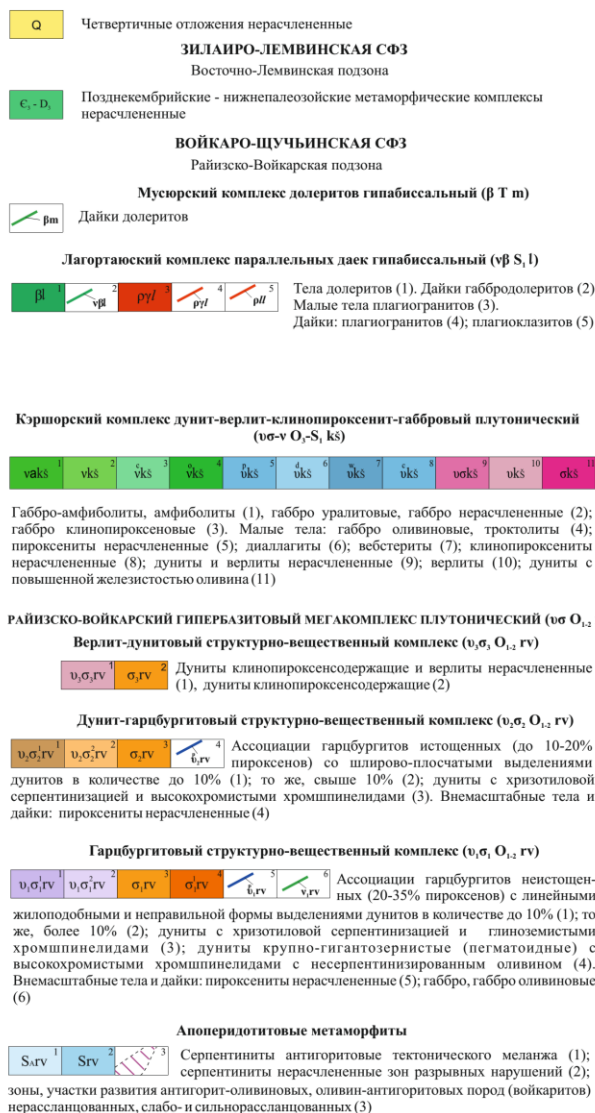 Q Четвертичные отложения нерасчлененные
ЗИЛАИРО-ЛЕМВИНСКАЯ СФЗ
Восточно-Лемвинская подзона
Є₃ - D₁ Позднекембрийские - нижнепалеозойские метаморфические комплексы
нерасчлененные
ВОЙКАРО-ЩУЧЬИНСКАЯ СФЗ
Райизско-Войкарская подзона
Мусюрский комплекс долеритов гипабиссальный (β T m)
βm Дайки долеритов
Лагортаюский комплекс параллельных даек гипабиссальный (νβ S₁ l)
βl 1 νβl 2 ργl 3 ργl 4 ρll 5
Тела долеритов (1). Дайки габбродолеритов (2)
Малые тела плагиогранитов (3).
Дайки: плагиогранитов (4); плагиоклазитов (5)
Кэршорский комплекс дунит-верлит-клинопироксенит-габбровый плутонический
(υσ-ν O₃-S₁ kš)
νakš 1 νkš 2 c νkš 3 o νkš 4 p υkš 5 d υkš 6 w υkš 7 c υkš 8 υσkš 9 υkš 10 σkš 11
Габбро-амфиболиты, амфиболиты (1), габбро уралитовые, габбро нерасчлененные (2);
габбро клинопироксеновые (3). Малые тела: габбро оливиновые, троктолиты (4);
пироксениты нерасчлененные (5); диаллагиты (6); вебстериты (7); клинопироксениты
нерасчлененные (8); дуниты и верлиты нерасчлененные (9); верлиты (10); дуниты с
повышенной железистостью оливина (11)
РАЙИЗСКО-ВОЙКАРСКИЙ ГИПЕРБАЗИТОВЫЙ МЕГАКОМПЛЕКС ПЛУТОНИЧЕСКИЙ (υσ O₁₋₂
Верлит-дунитовый структурно-вещественный комплекс (υ₃σ₃ O₁₋₂ rv)
υ₃σ₃rv 1 σ₃rv 2 Дуниты клинопироксенсодержащие и верлиты нерасчлененные
(1), дуниты клинопироксенсодержащие (2)
Дунит-гарцбургитовый структурно-вещественный комплекс (υ₂σ₂ O₁₋₂ rv)
υ₂σ₂¹rv 1 υ₂σ₂²rv 2 σ₂rv 3 υ₂rv 4 Ассоциации гарцбургитов истощенных (до 10-20%
пироксенов) со шлирово-плосчатыми выделениями
дунитов в количестве до 10% (1); то же, свыше 10% (2); дуниты с хризотиловой
серпентинизацией и высокохромистыми хромшпинелидами (3). Внемасштабные тела и
дайки: пироксениты нерасчлененные (4)
Гарцбургитовый структурно-вещественный комплекс (υ₁σ₁ O₁₋₂ rv)
υ₁σ₁¹rv 1 υ₁σ₁²rv 2 σ₁rv 3 σ₁¹rv 4 υ₁rv 5 ν₁rv 6 Ассоциации гарцбургитов неистощен-
ных (20-35% пироксенов) с линейными
жилоподобными и неправильной формы выделениями дунитов в количестве до 10% (1); то
же, более 10% (2); дуниты с хризотиловой серпентинизацией и глиноземистыми
хромшпинелидами (3); дуниты крупно-гигантозернистые (пегматоидные) с
высокохромистыми хромшпинелидами с несерпентинизированным оливином (4).
Внемасштабные тела и дайки: пироксениты нерасчлененные (5); габбро, габбро оливиновые
(6)
Апоперидотитовые метаморфиты
Sᴀrv 1 Srv 2 3 Серпентиниты антигоритовые тектонического меланжа (1);
серпентиниты нерасчлененные зон разрывных нарушений (2);
зоны, участки развития антигорит-оливиновых, оливин-антигоритовых пород (войкаритов)
нерассланцованных, слабо- и сильнорассланцованных (3)